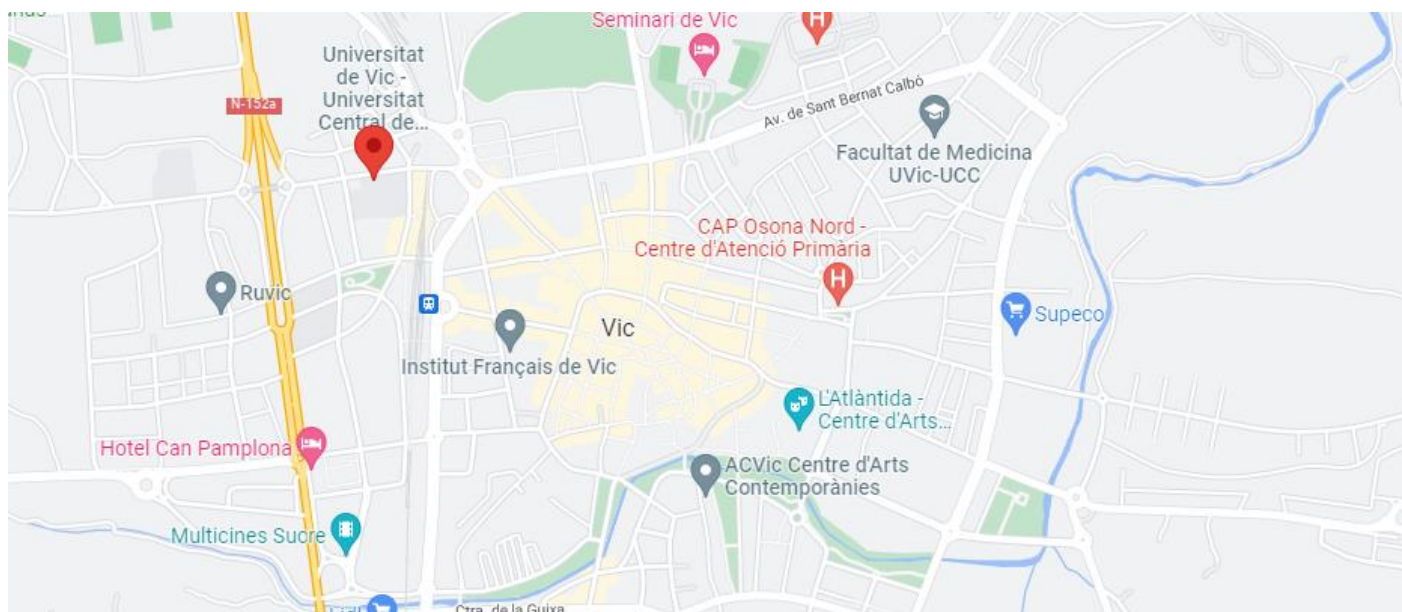 Seminari de Vic
H
Universitat
de Vic -
Universitat
Central de...
N-152a
Av. de Sant Bernat Calbó
Facultat de Medicina
UVic-UCC
CAP Osona Nord -
Centre d'Atenció Primària
H
Ruvic
Supeco
Vic
Institut Français de Vic
L'Atlàntida -
Centre d'Arts...
Hotel Can Pamplona
ACVic Centre d'Arts
Contemporànies
Multicines Sucre
Lidl
Ctra. de la Guixa